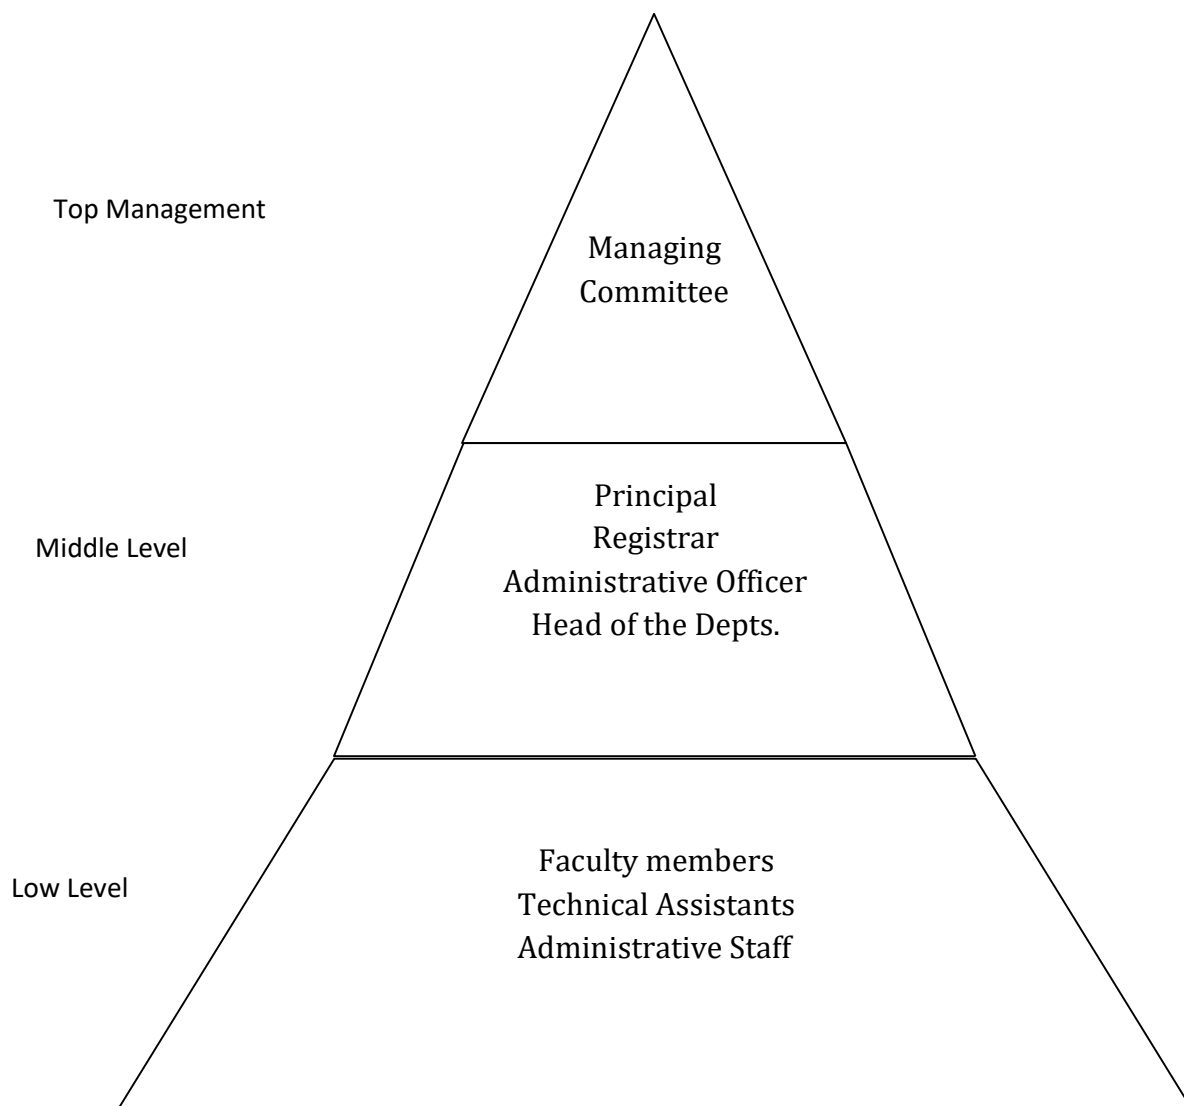 Top Management
Managing
Committee
Middle Level
Principal
Registrar
Administrative Officer
Head of the Depts.
Low Level
Faculty members
Technical Assistants
Administrative Staff